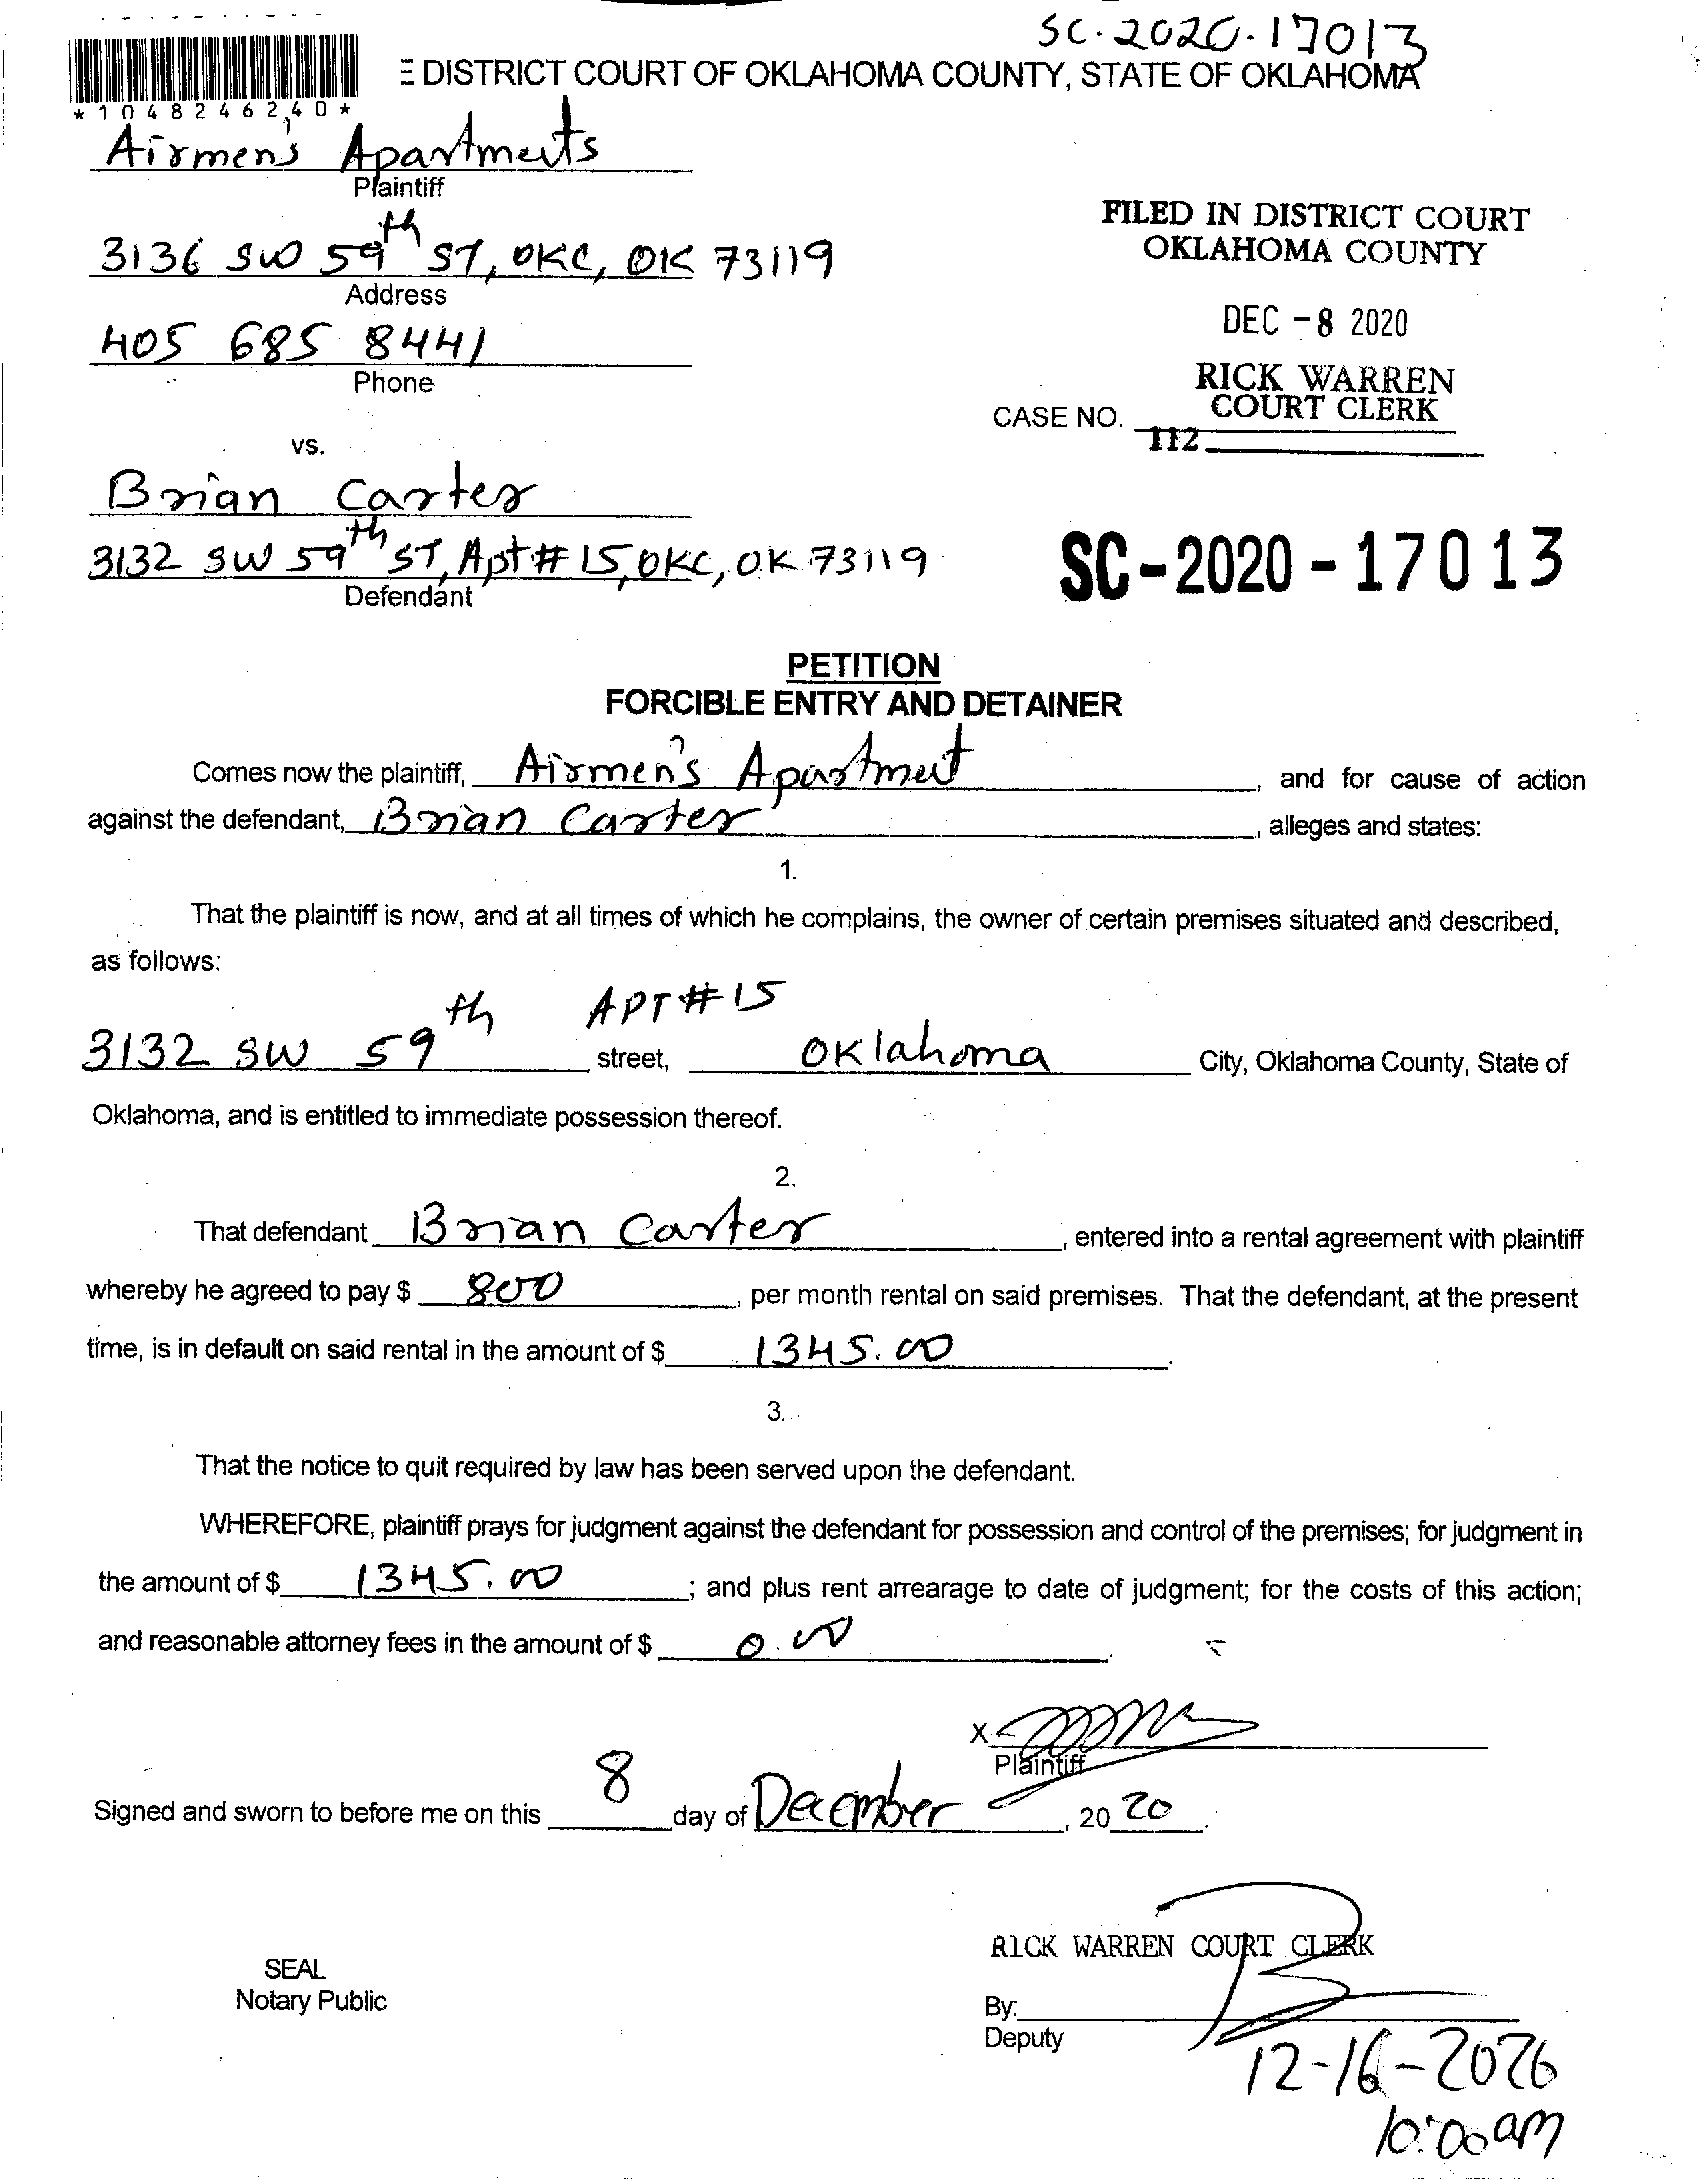 SC-2020-17013
E DISTRICT COURT OF OKLAHOMA COUNTY, STATE OF OKLAHOMA
*1048246240*
Airmen's Apartments
Plaintiff
3136 SW 59th ST, OKC, OK 73119
Address
405 685 8441
Phone
FILED IN DISTRICT COURT
OKLAHOMA COUNTY
DEC -8 2020
RICK WARREN
COURT CLERK
CASE NO.
112
vs.
Brian Carter
3132 SW 59th ST, Apt# 15, OKC, OK 73119
Defendant
SC-2020-17013
PETITION
FORCIBLE ENTRY AND DETAINER
Comes now the plaintiff, Airmen's Apartment, and for cause of action
against the defendant, Brian Carter, alleges and states:
1.
That the plaintiff is now, and at all times of which he complains, the owner of certain premises situated and described,
as follows:
APT #15
3132 SW 59th street, Oklahoma City, Oklahoma County, State of
Oklahoma, and is entitled to immediate possession thereof.
2.
That defendant Brian Carter, entered into a rental agreement with plaintiff
whereby he agreed to pay $ 800, per month rental on said premises. That the defendant, at the present
time, is in default on said rental in the amount of $ 1345.00.
3.
That the notice to quit required by law has been served upon the defendant.
WHEREFORE, plaintiff prays for judgment against the defendant for possession and control of the premises; for judgment in
the amount of $ 1345.00; and plus rent arrearage to date of judgment; for the costs of this action;
and reasonable attorney fees in the amount of $ 0.00.
X
Plaintiff
Signed and sworn to before me on this 8 day of December, 2020.
RICK WARREN COURT CLERK
SEAL
Notary Public
By:
Deputy
12-16-2020
10:00am